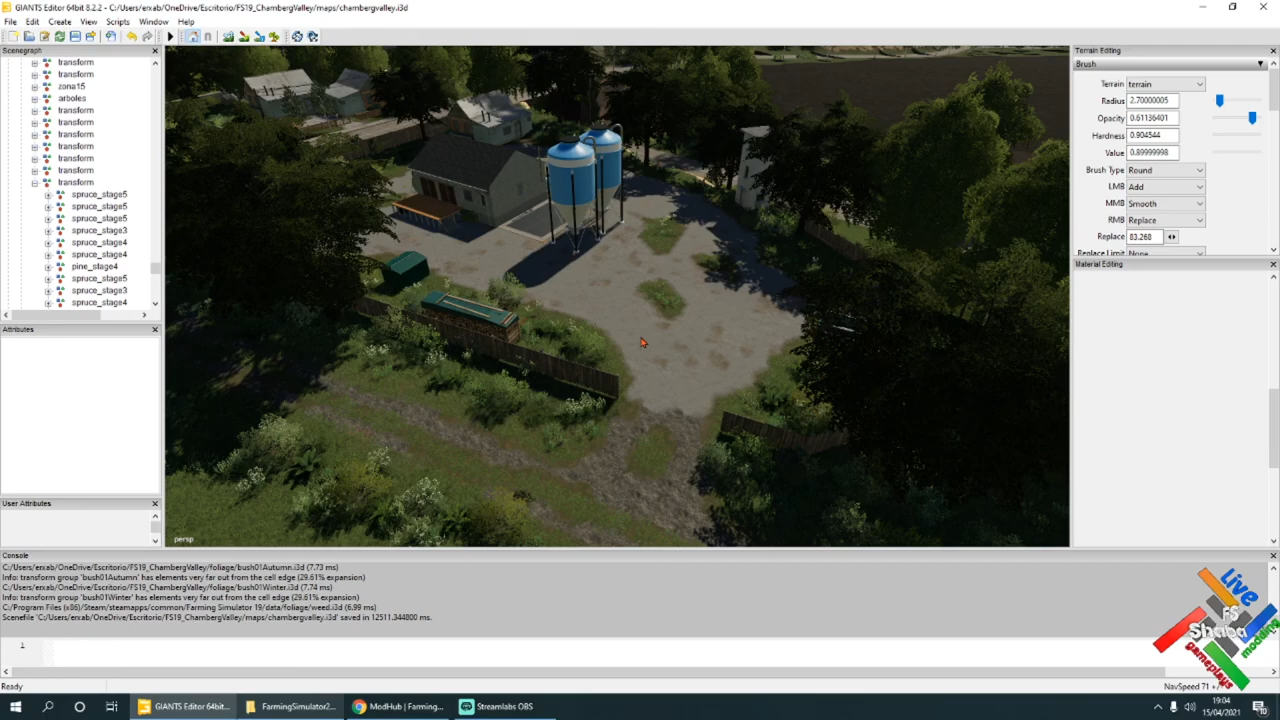 GIANTS Editor 64bit 8.2.2 - C:/Users/erxab/OneDrive/Escritorio/FS19_ChambergValley/maps/chambergvalley.i3d
File Edit Create View Scripts Window Help
Scenegraph
transform
transform
zona15
arboles
transform
transform
transform
transform
transform
transform
transform
spruce_stage5
spruce_stage5
spruce_stage5
spruce_stage3
spruce_stage4
spruce_stage4
pine_stage4
spruce_stage5
spruce_stage3
spruce_stage4
Attributes
User Attributes
persp
Terrain Editing
Brush
Terrain terrain
Radius 2.70000005
Opacity 0.61136401
Hardness 0.904544
Value 0.89999998
Brush Type Round
LMB Add
MMB Smooth
RMB Replace
Replace 83.268
Replace Limit None
Material Editing
Console
C:/Users/erxab/OneDrive/Escritorio/FS19_ChambergValley/foliage/bush01Autumn.i3d (7.73 ms)
Info: transform group 'bush01Autumn' has elements very far out from the cell edge (29.61% expansion)
C:/Users/erxab/OneDrive/Escritorio/FS19_ChambergValley/foliage/bush01Winter.i3d (7.74 ms)
Info: transform group 'bush01Winter' has elements very far out from the cell edge (29.61% expansion)
C:/Program Files (x86)/Steam/steamapps/common/Farming Simulator 19/data/foliage/weed.i3d (6.99 ms)
Scenefile 'C:/Users/erxab/OneDrive/Escritorio/FS19_ChambergValley/maps/chambergvalley.i3d' saved in 12511.344800 ms.
1
Live
FS
Shaba
modding
gameplays
Ready
NavSpeed 71 +/
GIANTS Editor 64bit...
FarmingSimulator2...
ModHub | Farming...
Streamlabs OBS
19:04
15/04/2021
10